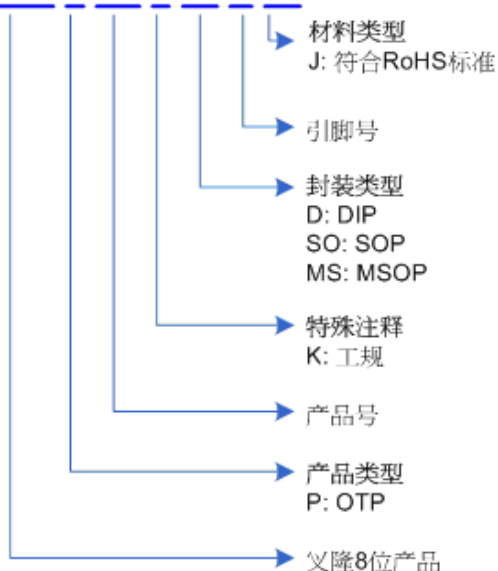 材料类型
J: 符合RoHS标准
引脚号
封装类型
D: DIP
SO: SOP
MS: MSOP
特殊注释
K: 工规
产品号
产品类型
P: OTP
义隆8位产品